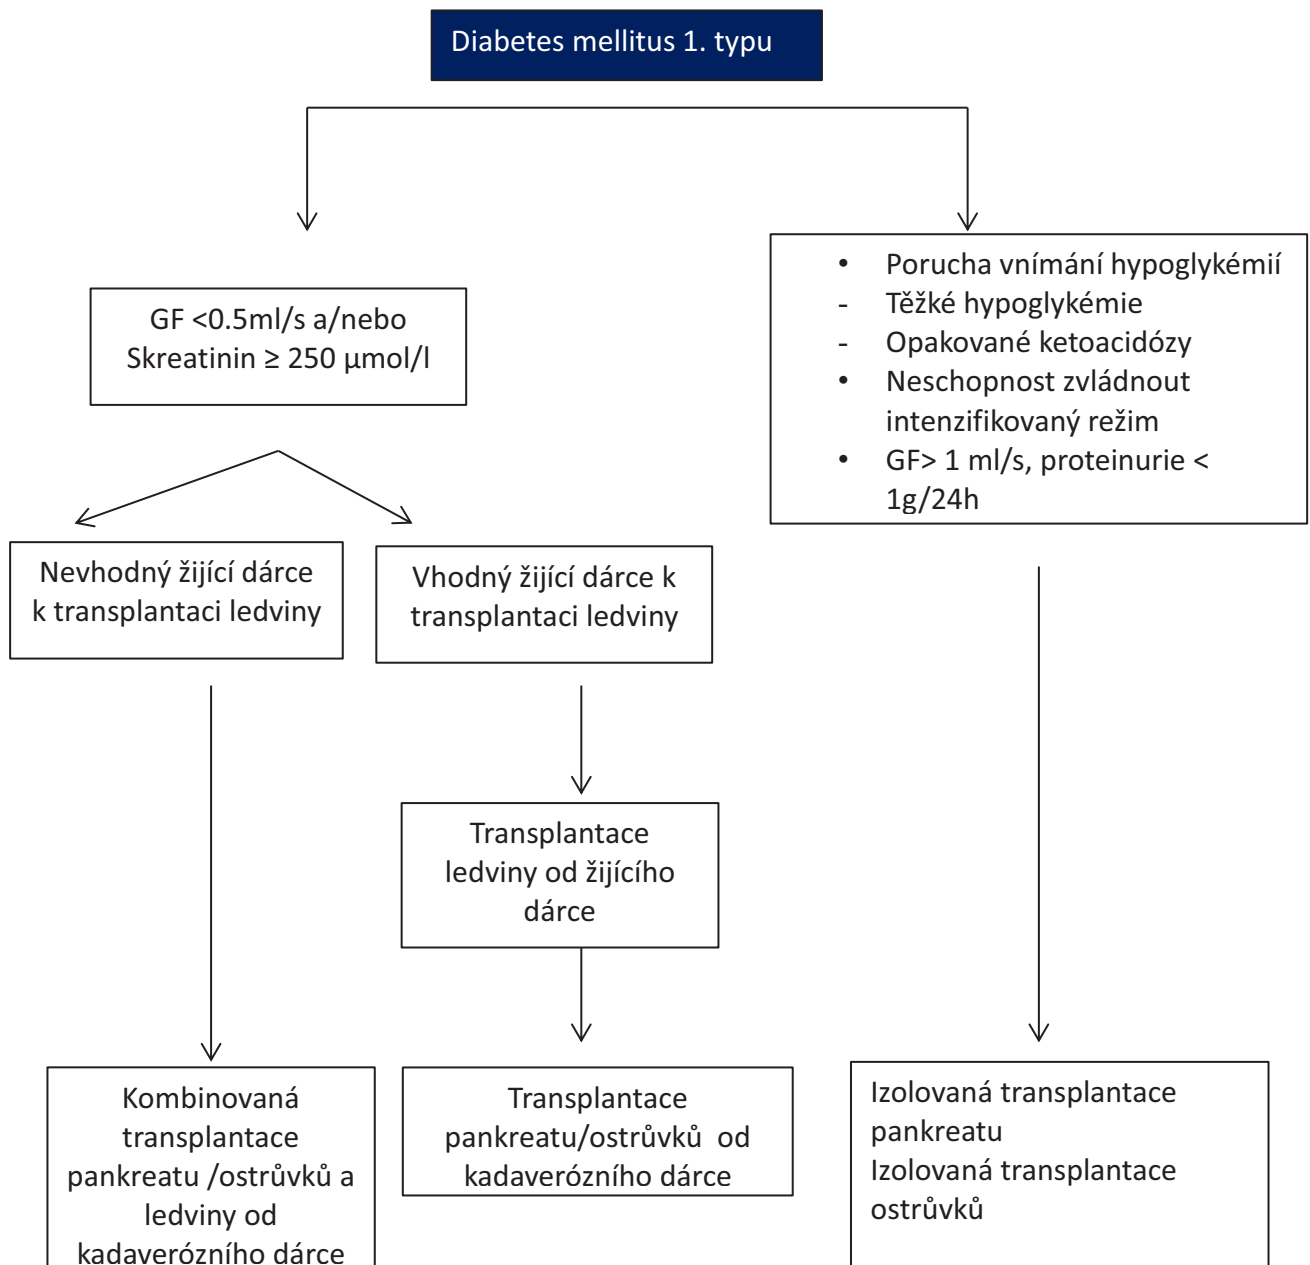 Diabetes mellitus 1. typu
GF <0.5ml/s a/nebo
Skreatinin ≥ 250 μmol/l
• Porucha vnímání hypoglykémií
- Těžké hypoglykémie
- Opakované ketoacidózy
• Neschopnost zvládnout
intenzifikovaný režim
• GF> 1 ml/s, proteinurie <
1g/24h
Nevhodný žijící dárce
k transplantaci ledviny
Vhodný žijící dárce k
transplantaci ledviny
Transplantace
ledviny od žijícího
dárce
Kombinovaná
transplantace
pankreatu /ostrůvků a
ledviny od
kadaverózního dárce
Transplantace
pankreatu/ostrůvků od
kadaverózního dárce
Izolovaná transplantace
pankreatu
Izolovaná transplantace
ostrůvků